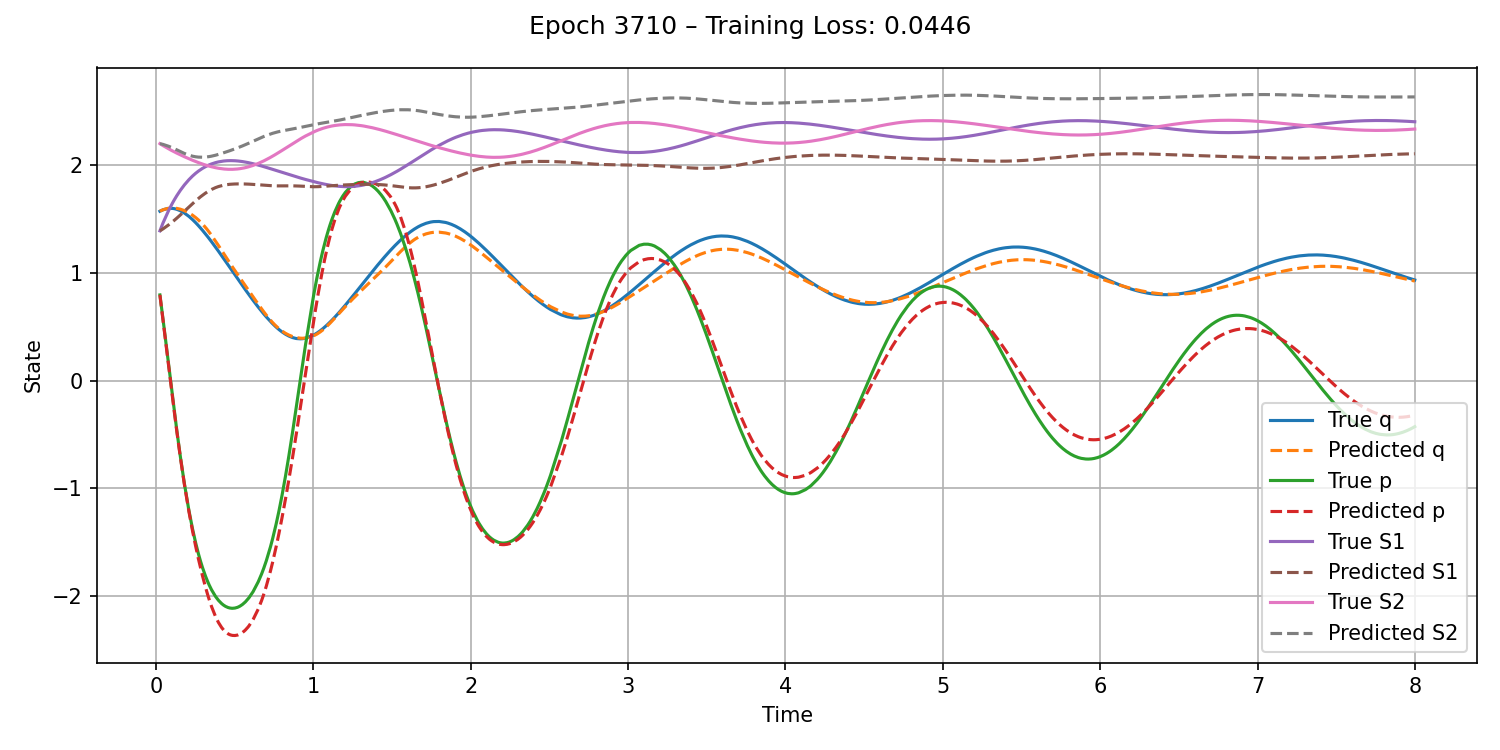 Epoch 3710 – Training Loss: 0.0446
State
2
1
0
−1
−2
0 1 2 3 4 5 6 7 8
Time
True q
Predicted q
True p
Predicted p
True S1
Predicted S1
True S2
Predicted S2